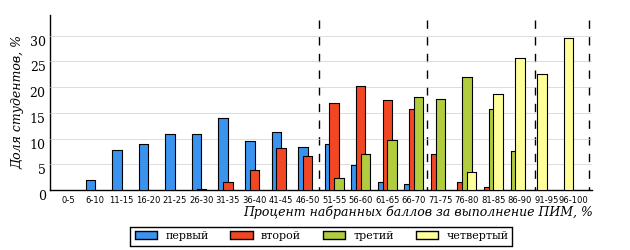 Доля студентов, %
30
25
20
15
10
5
0
0-5 6-10 11-15 16-20 21-25 26-30 31-35 36-40 41-45 46-50 51-55 56-60 61-65 66-70 71-75 76-80 81-85 86-90 91-95 96-100
Процент набранных баллов за выполнение ПИМ, %
первый второй третий четвертый